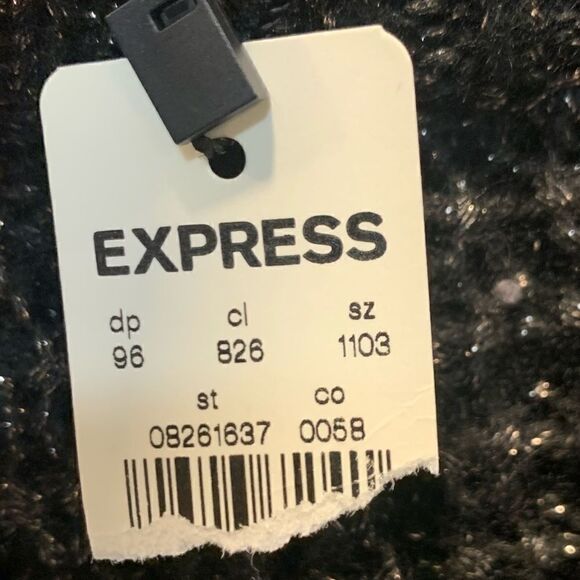 EXPRESS
dp cl sz
96 826 1103
st co
08261637 0058